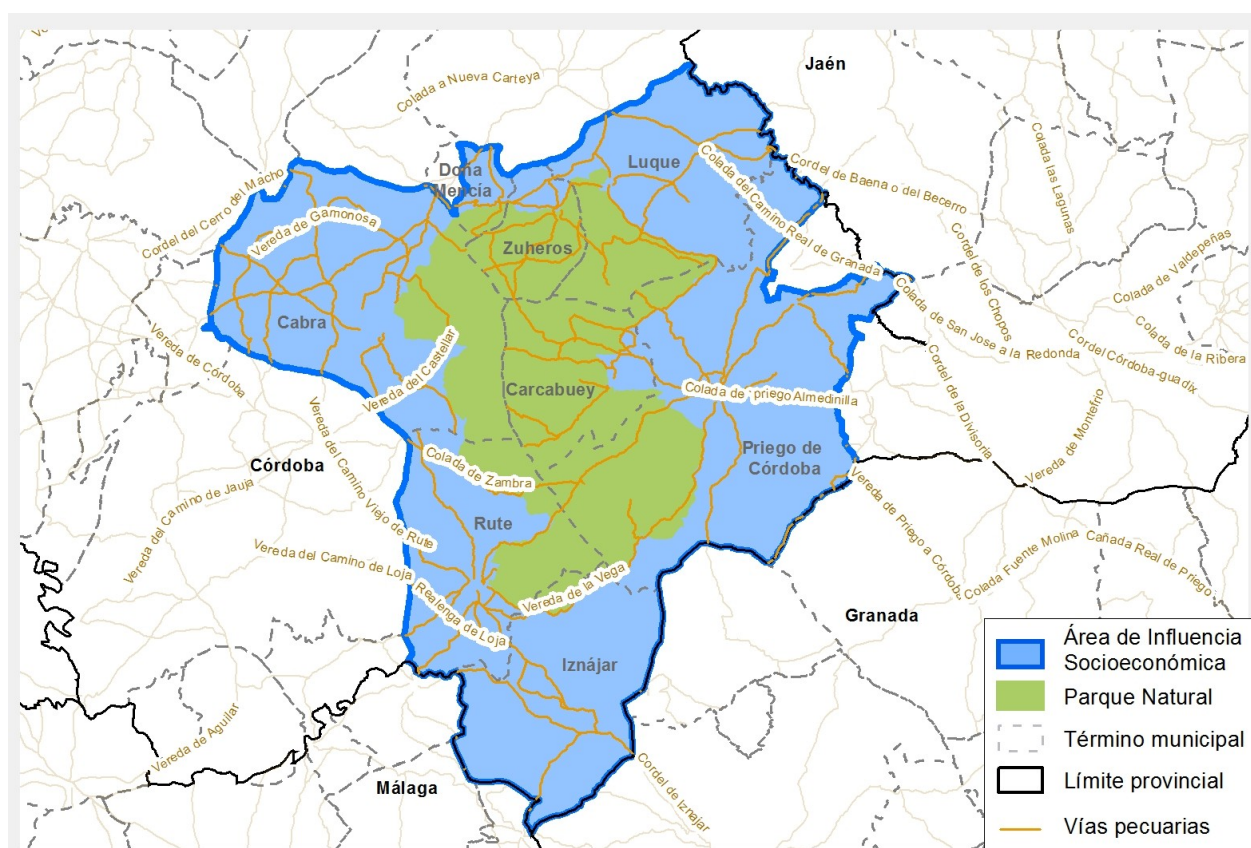 Jaén
Colada a Nueva Carteya
Luque
Doña
Mencía
Cordel de Baena o del Becerro
Colada las Lagunas
Cordel del Cerro del Macho
Vereda de Gamonosa
Colada del Camino Real de Granada
Zuheros
Cordel de los Chopos
Colada de Valdepeñas
Cabra
Colada de San Jose a la Redonda
Colada de la Ribera
Vereda de Córdoba
Vereda del Castellar
Carcabuey
Colada de Priego Almedinilla
Cordel Córdoba-guadix
Cordel de la Divisoria
Vereda de Montefrio
Priego de
Córdoba
Córdoba
Colada de Zambra
Vereda del Camino de Jauja
Vereda del Camino Viejo de Rute
Rute
Vereda de Priego a Córdoba
Colada Fuente Molina
Cañada Real de Priego
Vereda del Camino de Loja
Realenga de Loja
Vereda de la Vega
Granada
Iznájar
Vereda de Aguilar
Málaga
Cordel de Iznajar
Área de Influencia
Socioeconómica
Parque Natural
Término municipal
Límite provincial
Vías pecuarias